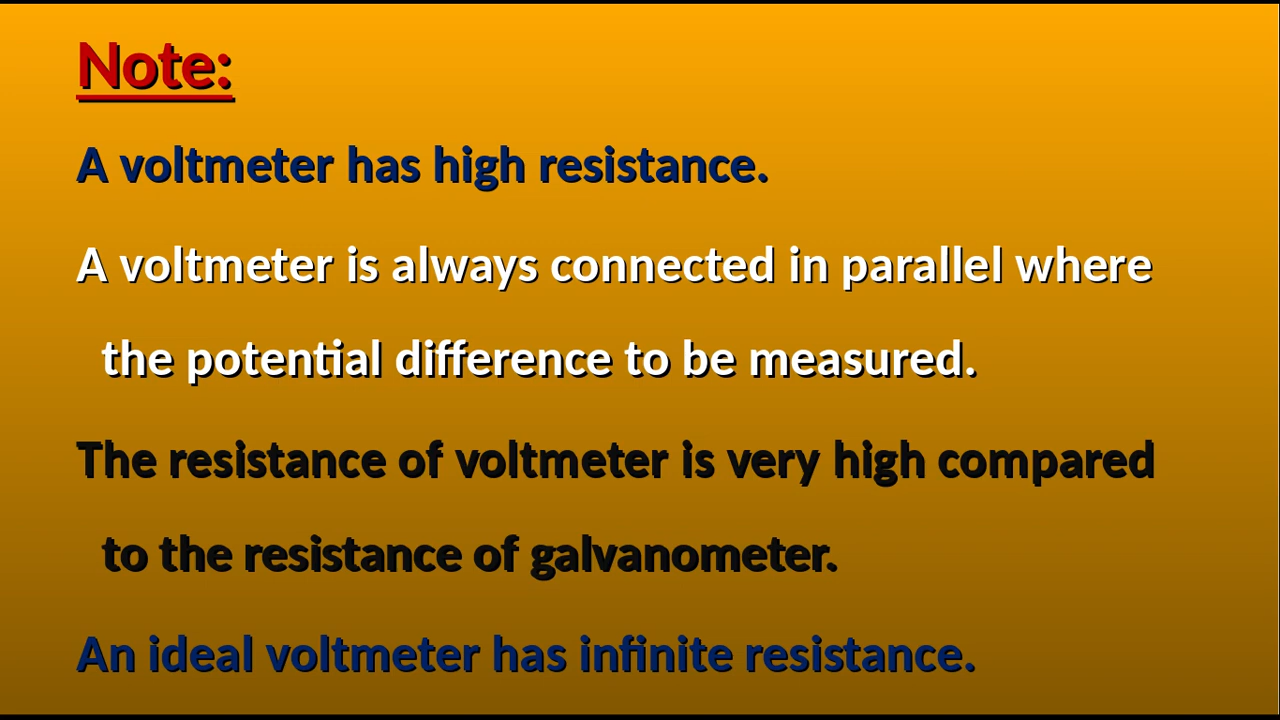 Note:
A voltmeter has high resistance.
A voltmeter is always connected in parallel where
the potential difference to be measured.
The resistance of voltmeter is very high compared
to the resistance of galvanometer.
An ideal voltmeter has infinite resistance.